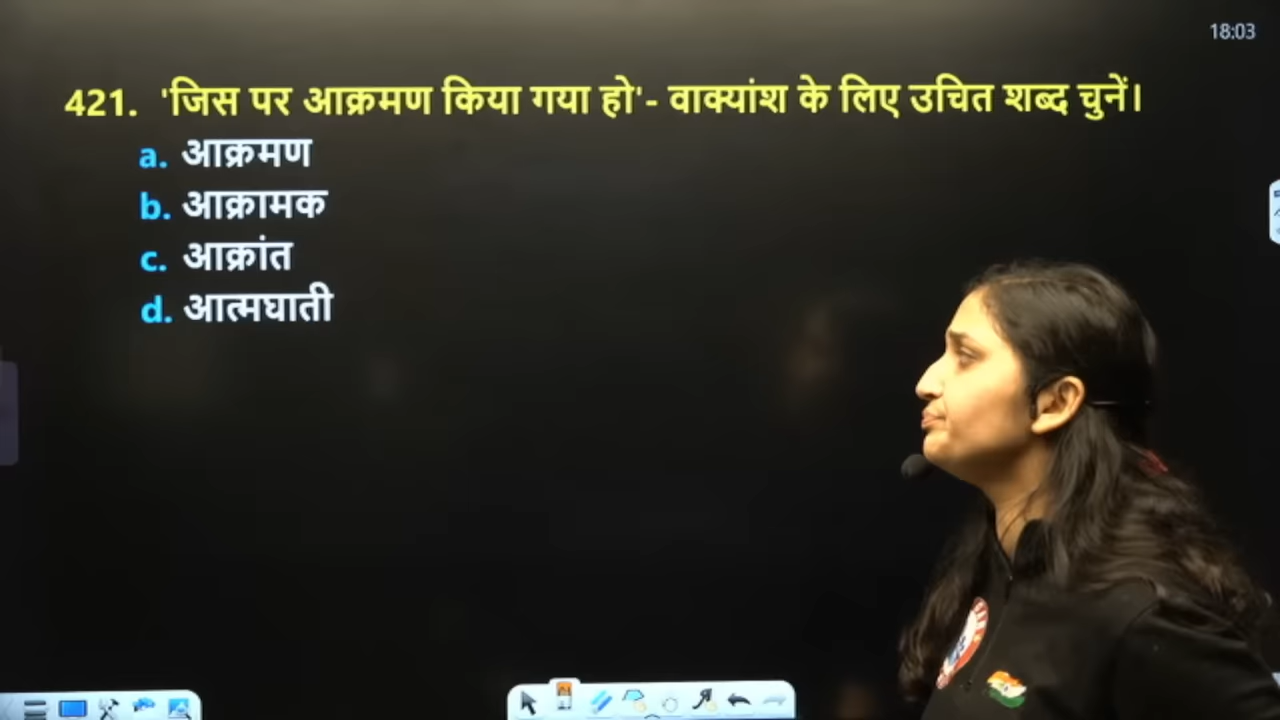 18:03
421. 'जिस पर आक्रमण किया गया हो'- वाक्यांश के लिए उचित शब्द चुनें।
a. आक्रमण
b. आक्रामक
c. आक्रांत
d. आत्मघाती